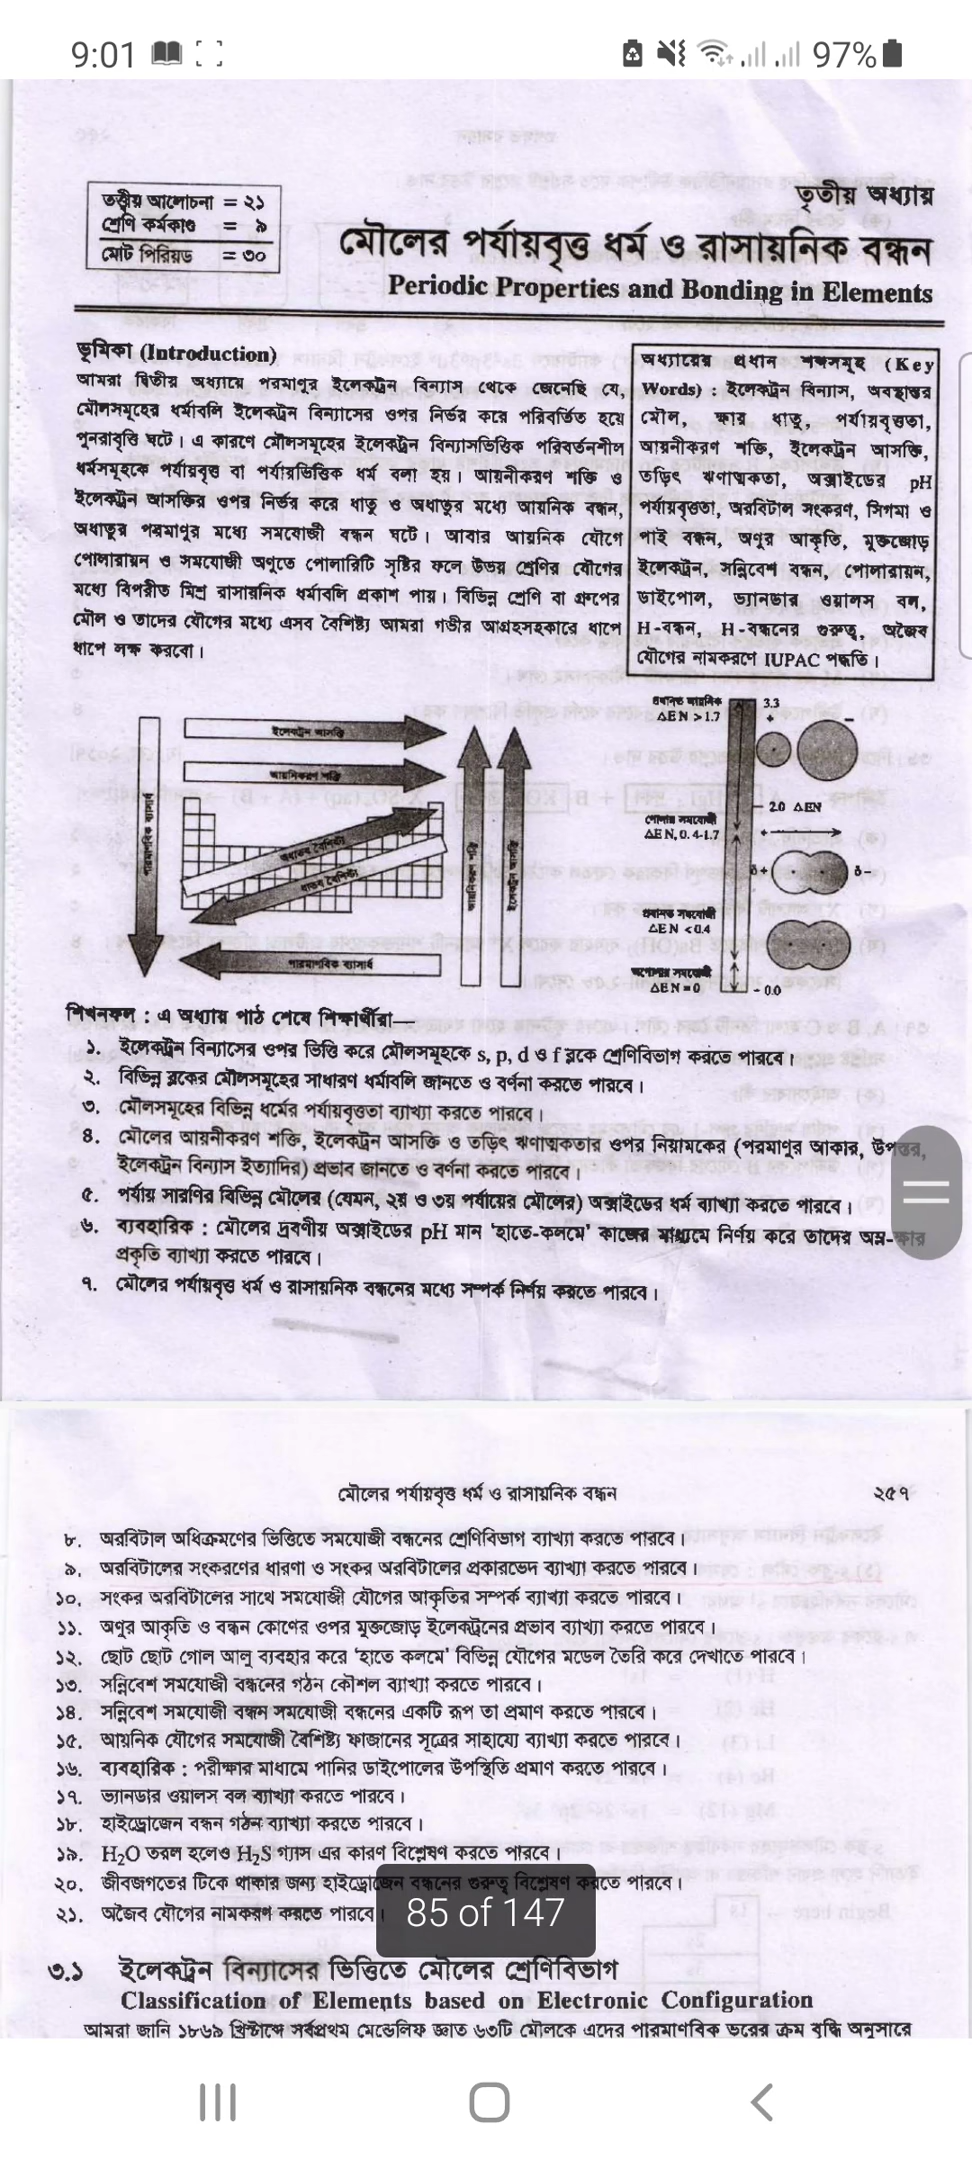 9:01
97%
তত্ত্বীয় আলোচনা = ২১
শ্রেণি কর্মকাণ্ড = ৯
মোট পিরিয়ড = ৩০
তৃতীয় অধ্যায়
মৌলের পর্যায়বৃত্ত ধর্ম ও রাসায়নিক বন্ধন
Periodic Properties and Bonding in Elements
ভূমিকা (Introduction)
আমরা দ্বিতীয় অধ্যায়ে পরমাণুর ইলেকট্রন বিন্যাস থেকে জেনেছি যে,
মৌলসমূহের ধর্মাবলি ইলেকট্রন বিন্যাসের ওপর নির্ভর করে পরিবর্তিত হয়ে
পুনরাবৃত্তি ঘটে। এ কারণে মৌলসমূহের ইলেকট্রন বিন্যাসভিত্তিক পরিবর্তনশীল
ধর্মসমূহকে পর্যায়বৃত্ত বা পর্যায়ভিত্তিক ধর্ম বলা হয়। আয়নীকরণ শক্তি ও
ইলেকট্রন আসক্তির ওপর নির্ভর করে ধাতু ও অধাতুর মধ্যে আয়নিক বন্ধন,
অধাতুর পরমাণুর মধ্যে সমযোজী বন্ধন ঘটে। আবার আয়নিক যৌগে
পোলারায়ন ও সমযোজী অণুতে পোলারিটি সৃষ্টির ফলে উভয় শ্রেণির যৌগের
মধ্যে বিপরীত মিশ্র রাসায়নিক ধর্মাবলি প্রকাশ পায়। বিভিন্ন শ্রেণি বা গ্রুপের
মৌল ও তাদের যৌগের মধ্যে এসব বৈশিষ্ট্য আমরা গভীর আগ্রহসহকারে ধাপে
ধাপে লক্ষ করবো।
অধ্যায়ের প্রধান শব্দসমূহ (Key
Words) : ইলেকট্রন বিন্যাস, অবস্থান্তর
মৌল, ক্ষার ধাতু, পর্যায়বৃত্ততা,
আয়নীকরণ শক্তি, ইলেকট্রন আসক্তি,
তড়িৎ ঋণাত্মকতা, অক্সাইডের pH
পর্যায়বৃত্ততা, অরবিটাল সংকরণ, সিগমা ও
পাই বন্ধন, অণুর আকৃতি, মুক্তজোড়
ইলেকট্রন, সন্নিবেশ বন্ধন, পোলারায়ন,
ডাইপোল, ভ্যানডার ওয়ালস বল,
H-বন্ধন, H-বন্ধনের গুরুত্ব, অজৈব
যৌগের নামকরণে IUPAC পদ্ধতি।
পারমাণবিক ব্যাসার্ধ
ইলেকট্রন আসক্তি
আয়নিকরণ শক্তি
অধাতব বৈশিষ্ট্য
ধাতব বৈশিষ্ট্য
পারমাণবিক ব্যাসার্ধ
আয়নিকরণ শক্তি
ইলেকট্রন আসক্তি
প্রধানত আয়নিক
ΔEN > 1.7
3.3
+
−
2.0 ΔEN
পোলার সমযোজী
ΔEN, 0.4-1.7
+
δ+
δ−
প্রধানত সমযোজী
ΔEN < 0.4
অপোলার সমযোজী
ΔEN = 0
0.0
শিখনফল : এ অধ্যায় পাঠ শেষে শিক্ষার্থীরা—
১. ইলেকট্রন বিন্যাসের ওপর ভিত্তি করে মৌলসমূহকে s, p, d ও f ব্লকে শ্রেণিবিভাগ করতে পারবে।
২. বিভিন্ন ব্লকের মৌলসমূহের সাধারণ ধর্মাবলি জানতে ও বর্ণনা করতে পারবে।
৩. মৌলসমূহের বিভিন্ন ধর্মের পর্যায়বৃত্ততা ব্যাখ্যা করতে পারবে।
৪. মৌলের আয়নীকরণ শক্তি, ইলেকট্রন আসক্তি ও তড়িৎ ঋণাত্মকতার ওপর নিয়ামকের (পরমাণুর আকার, উপস্তর,
ইলেকট্রন বিন্যাস ইত্যাদির) প্রভাব জানতে ও বর্ণনা করতে পারবে।
৫. পর্যায় সারণির বিভিন্ন মৌলের (যেমন, ২য় ও ৩য় পর্যায়ের মৌলের) অক্সাইডের ধর্ম ব্যাখ্যা করতে পারবে।
৬. ব্যবহারিক : মৌলের দ্রবণীয় অক্সাইডের pH মান ‘হাতে-কলমে’ কাজের মাধ্যমে নির্ণয় করে তাদের অম্ল-ক্ষার
প্রকৃতি ব্যাখ্যা করতে পারবে।
৭. মৌলের পর্যায়বৃত্ত ধর্ম ও রাসায়নিক বন্ধনের মধ্যে সম্পর্ক নির্ণয় করতে পারবে।
মৌলের পর্যায়বৃত্ত ধর্ম ও রাসায়নিক বন্ধন
২৫৭
৮. অরবিটাল অধিক্রমণের ভিত্তিতে সমযোজী বন্ধনের শ্রেণিবিভাগ ব্যাখ্যা করতে পারবে।
৯. অরবিটালের সংকরণের ধারণা ও সংকর অরবিটালের প্রকারভেদ ব্যাখ্যা করতে পারবে।
১০. সংকর অরবিটালের সাথে সমযোজী যৌগের আকৃতির সম্পর্ক ব্যাখ্যা করতে পারবে।
১১. অণুর আকৃতি ও বন্ধন কোণের ওপর মুক্তজোড় ইলেকট্রনের প্রভাব ব্যাখ্যা করতে পারবে।
১২. ছোট ছোট গোল আলু ব্যবহার করে ‘হাতে কলমে’ বিভিন্ন যৌগের মডেল তৈরি করে দেখাতে পারবে।
১৩. সন্নিবেশ সমযোজী বন্ধনের গঠন কৌশল ব্যাখ্যা করতে পারবে।
১৪. সন্নিবেশ সমযোজী বন্ধন সমযোজী বন্ধনের একটি রূপ তা প্রমাণ করতে পারবে।
১৫. আয়নিক যৌগের সমযোজী বৈশিষ্ট্য ফাজানের সূত্রের সাহায্যে ব্যাখ্যা করতে পারবে।
১৬. ব্যবহারিক : পরীক্ষার মাধ্যমে পানির ডাইপোলের উপস্থিতি প্রমাণ করতে পারবে।
১৭. ভ্যানডার ওয়ালস বল ব্যাখ্যা করতে পারবে।
১৮. হাইড্রোজেন বন্ধন গঠন ব্যাখ্যা করতে পারবে।
১৯. H₂O তরল হলেও H₂S গ্যাস এর কারণ বিশ্লেষণ করতে পারবে।
২০. জীবজগতের টিকে থাকার জন্য হাইড্রোজেন বন্ধনের গুরুত্ব বিশ্লেষণ করতে পারবে।
২১. অজৈব যৌগের নামকরণ করতে পারবে।
85 of 147
৩.১ ইলেকট্রন বিন্যাসের ভিত্তিতে মৌলের শ্রেণিবিভাগ
Classification of Elements based on Electronic Configuration
আমরা জানি ১৮৬৯ খ্রিস্টাব্দে সর্বপ্রথম মেন্ডেলিফ জ্ঞাত ৬৩টি মৌলকে এদের পারমাণবিক ভরের ক্রম বৃদ্ধি অনুসারে